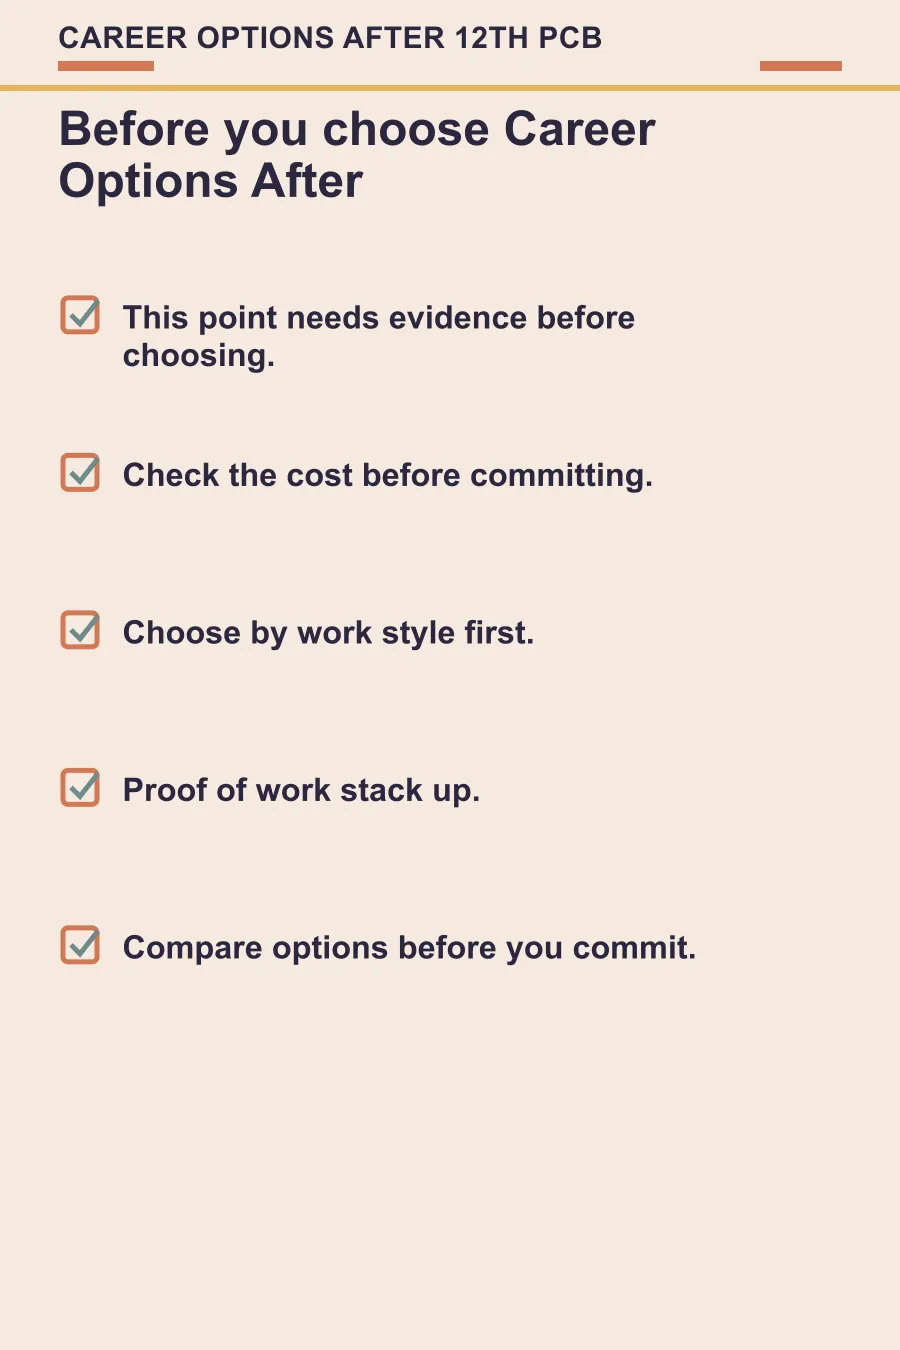 CAREER OPTIONS AFTER 12TH PCB
Before you choose Career
Options After
This point needs evidence before
choosing.
Check the cost before committing.
Choose by work style first.
Proof of work stack up.
Compare options before you commit.